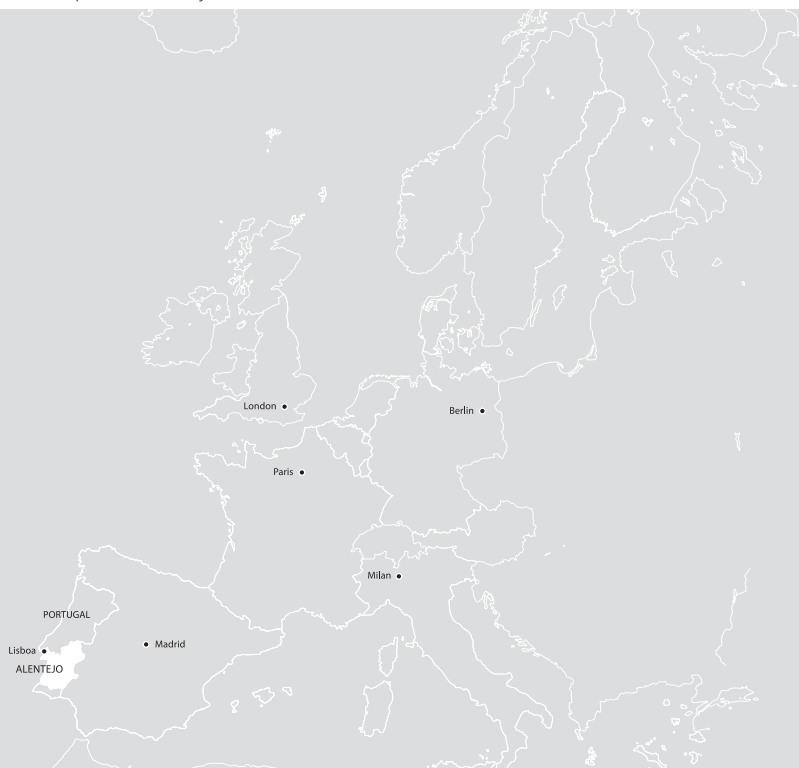 London
Berlin
Paris
Milan
PORTUGAL
Madrid
Lisboa
ALENTEJO